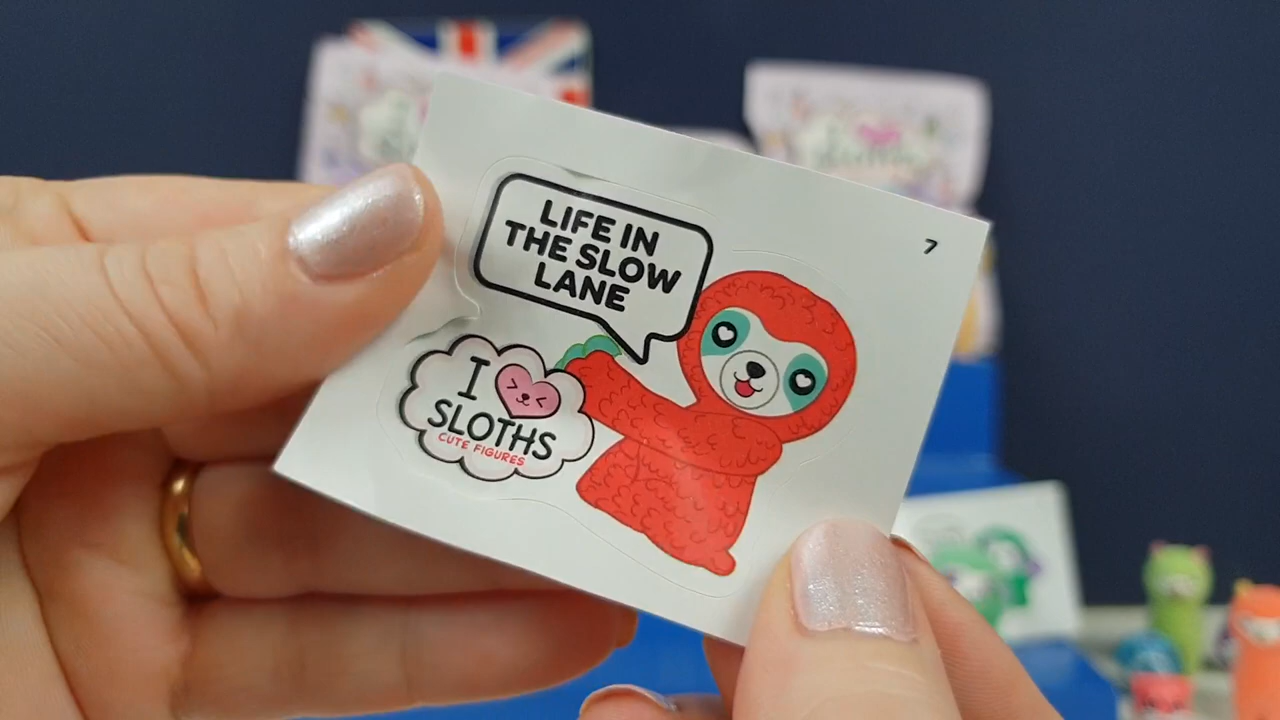 LIFE IN
THE SLOW
LANE
7
I
SLOTHS
CUTE FIGURES